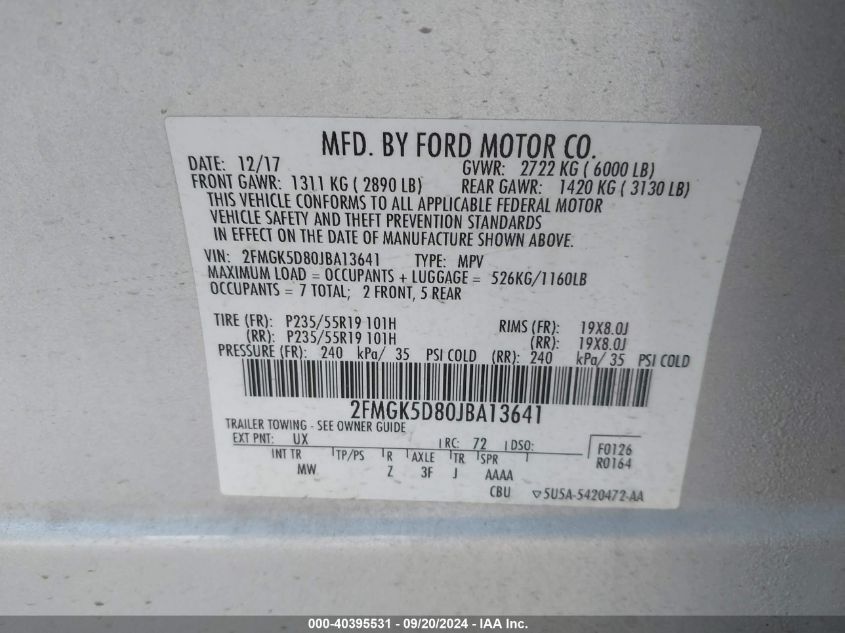 MFD. BY FORD MOTOR CO.
DATE: 12/17 GVWR: 2722 KG ( 6000 LB)
FRONT GAWR: 1311 KG ( 2890 LB) REAR GAWR: 1420 KG ( 3130 LB)
THIS VEHICLE CONFORMS TO ALL APPLICABLE FEDERAL MOTOR
VEHICLE SAFETY AND THEFT PREVENTION STANDARDS
IN EFFECT ON THE DATE OF MANUFACTURE SHOWN ABOVE.
VIN: 2FMGK5D80JBA13641 TYPE: MPV
MAXIMUM LOAD = OCCUPANTS + LUGGAGE = 526KG/1160LB
OCCUPANTS = 7 TOTAL; 2 FRONT, 5 REAR
TIRE (FR): P235/55R19 101H RIMS (FR): 19X8.0J
(RR): P235/55R19 101H (RR): 19X8.0J
PRESSURE (FR): 240 kPa/ 35 PSI COLD (RR): 240 kPa/ 35 PSI COLD
2FMGK5D80JBA13641
TRAILER TOWING - SEE OWNER GUIDE
EXT PNT: UX RC: 72 DSO: F0126
INT TR TP/PS R AXLE TR SPR R0164
MW Z 3F J AAAA
CBU ▽5U5A-5420472-AA
000-40395531 - 09/20/2024 - IAA Inc.